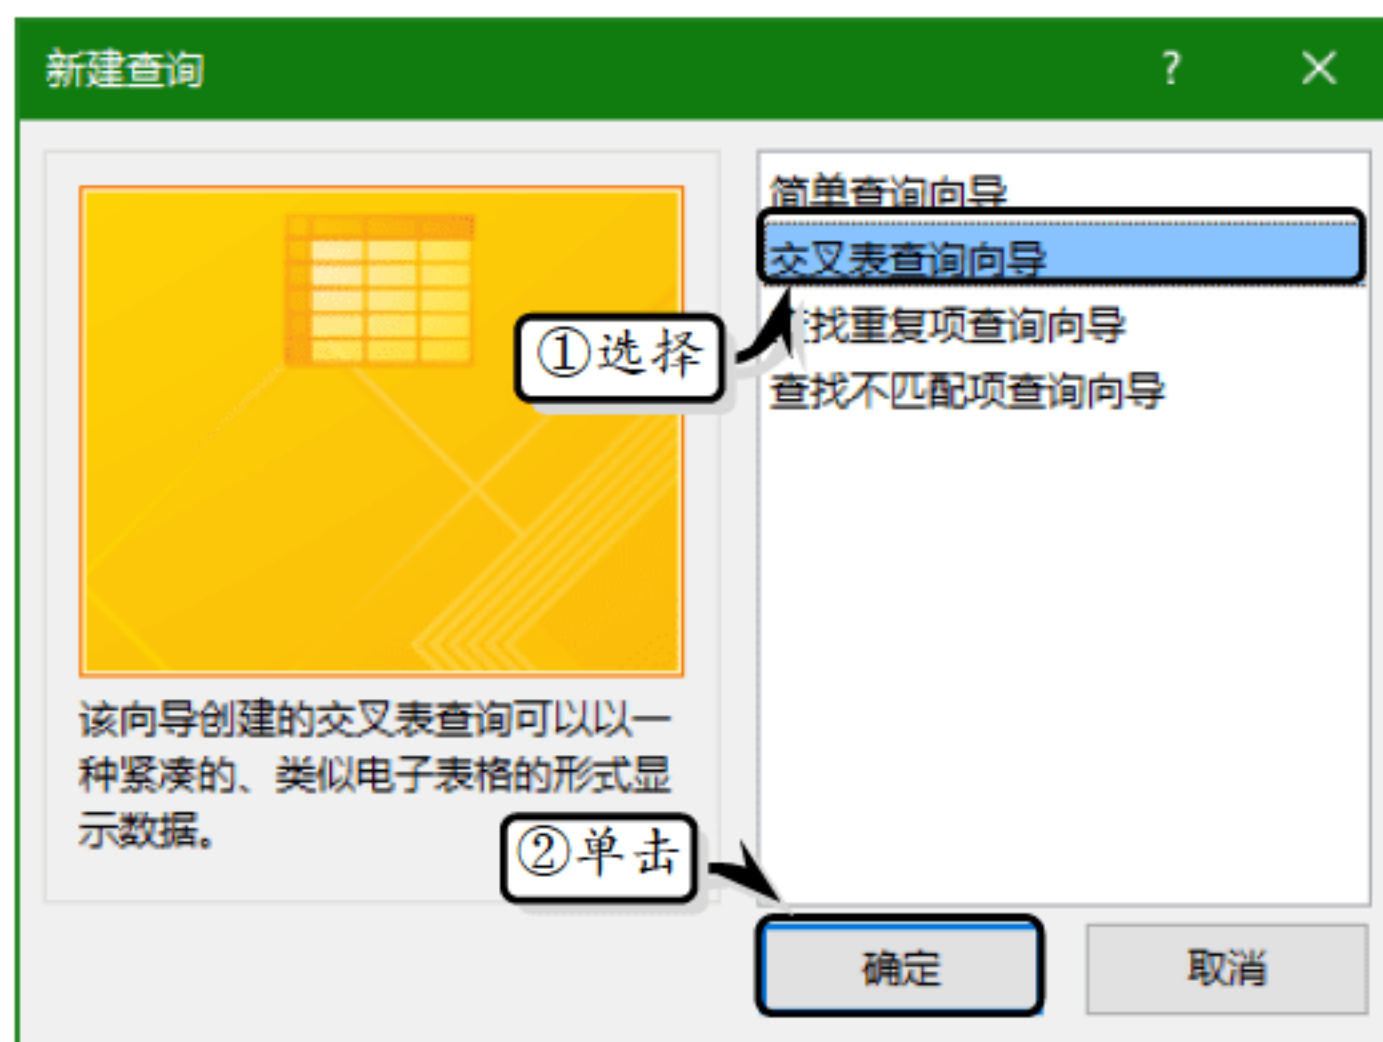 新建查询
简单查询向导
交叉表查询向导
查找重复项查询向导
查找不匹配项查询向导
①选择
该向导创建的交叉表查询可以以一
种紧凑的、类似电子表格的形式显
示数据。
②单击
确定
取消